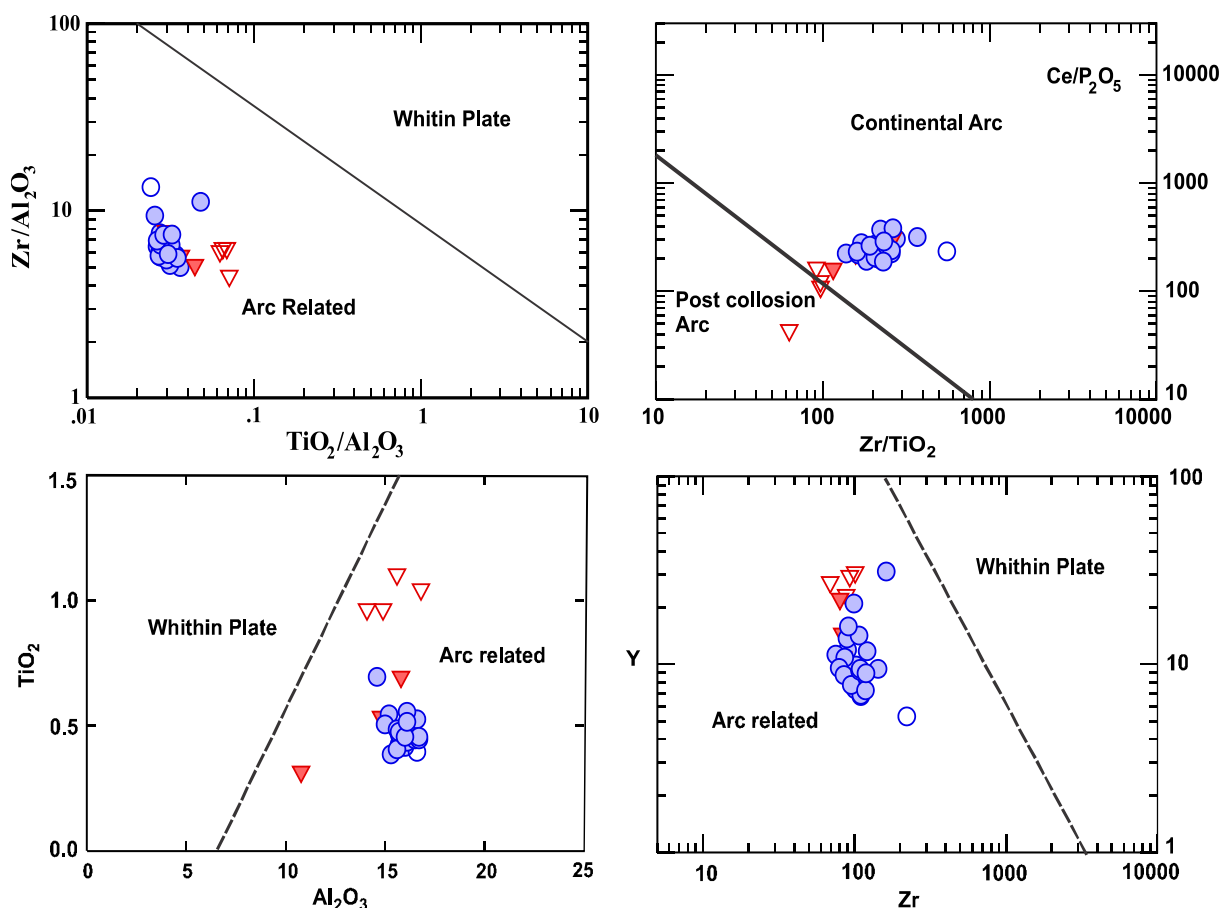 100
10
1
Zr/Al₂O₃
Whitin Plate
Arc Related
.01
.1
1
10
TiO₂/Al₂O₃
Ce/P₂O₅
Continental Arc
Post collosion
Arc
10000
1000
100
10
10
100
1000
10000
Zr/TiO₂
1.5
1.0
0.5
0.0
TiO₂
Whithin Plate
Arc related
0
5
10
15
20
25
Al₂O₃
100
10
1
Y
Whithin Plate
Arc related
10
100
1000
10000
Zr